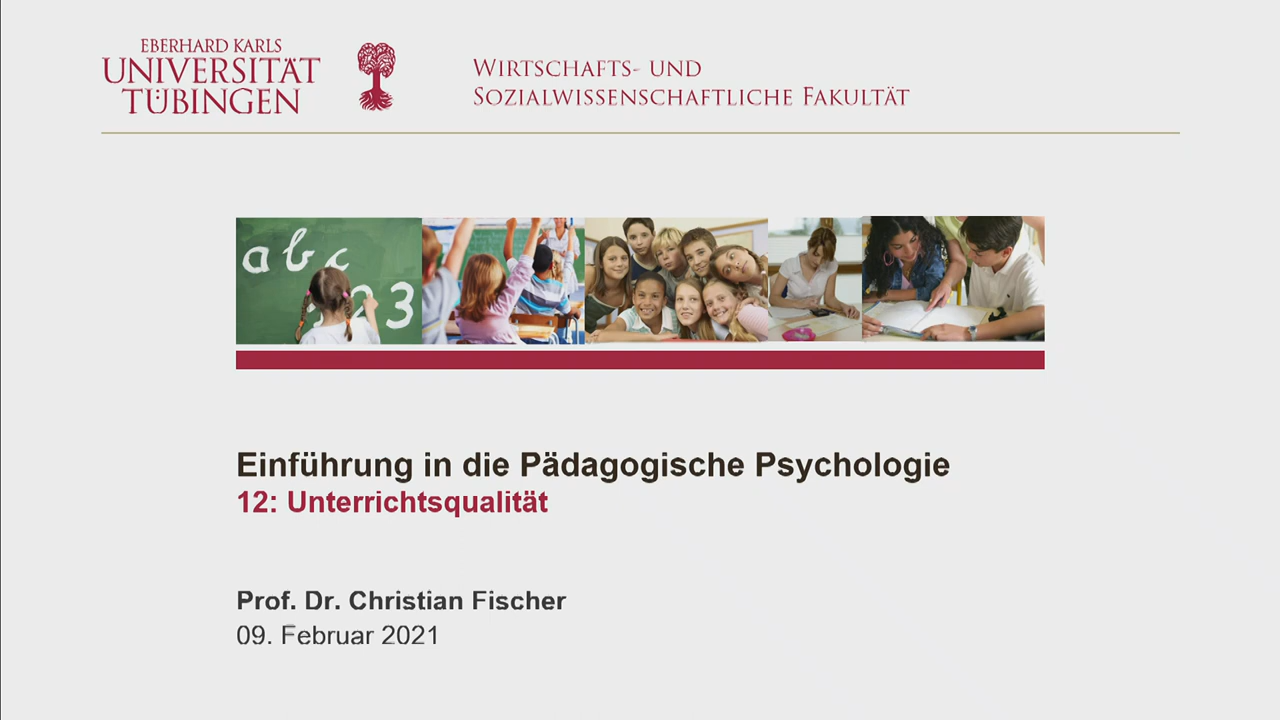 EBERHARD KARLS
UNIVERSITÄT
TÜBINGEN
WIRTSCHAFTS- UND
SOZIALWISSENSCHAFTLICHE FAKULTÄT
abc
123
Einführung in die Pädagogische Psychologie
12: Unterrichtsqualität
Prof. Dr. Christian Fischer
09. Februar 2021